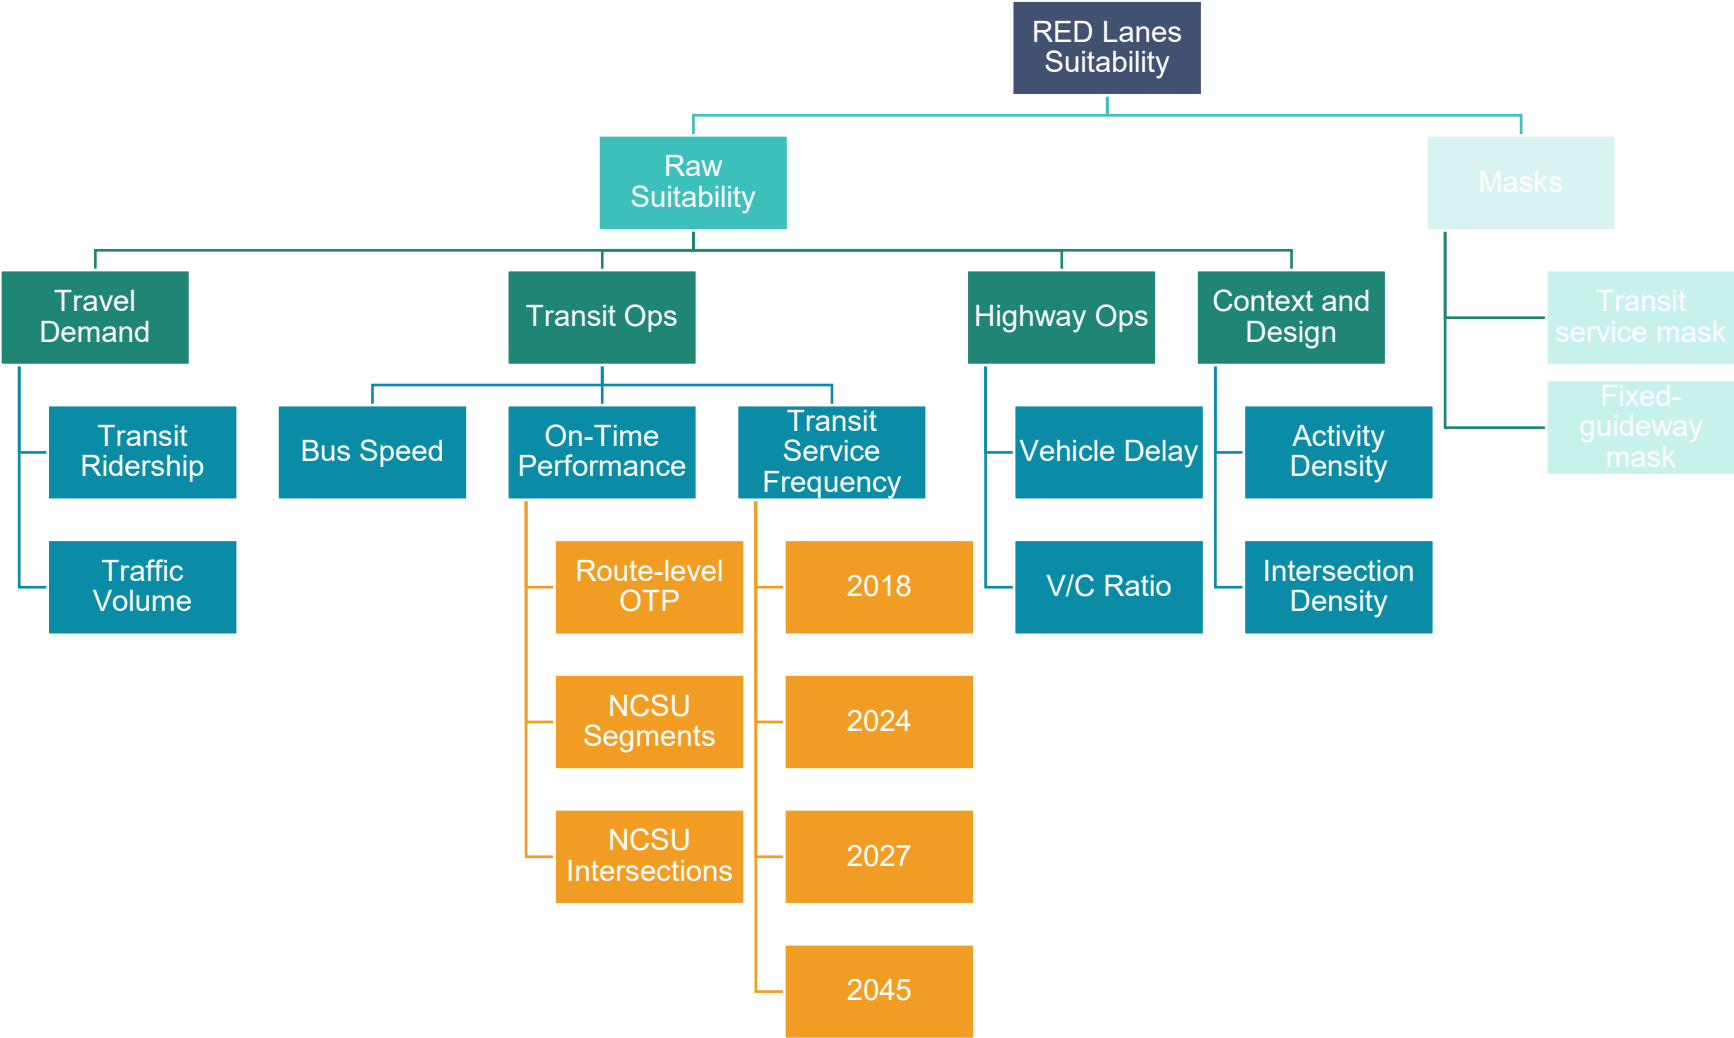 RED Lanes
Suitability
Raw
Suitability
Masks
Travel
Demand
Transit Ops
Highway Ops
Context and
Design
Transit
service mask
Fixed-
guideway
mask
Transit
Ridership
Bus Speed
On-Time
Performance
Transit
Service
Frequency
Vehicle Delay
Activity
Density
Traffic
Volume
Route-level
OTP
2018
V/C Ratio
Intersection
Density
NCSU
Segments
2024
NCSU
Intersections
2027
2045